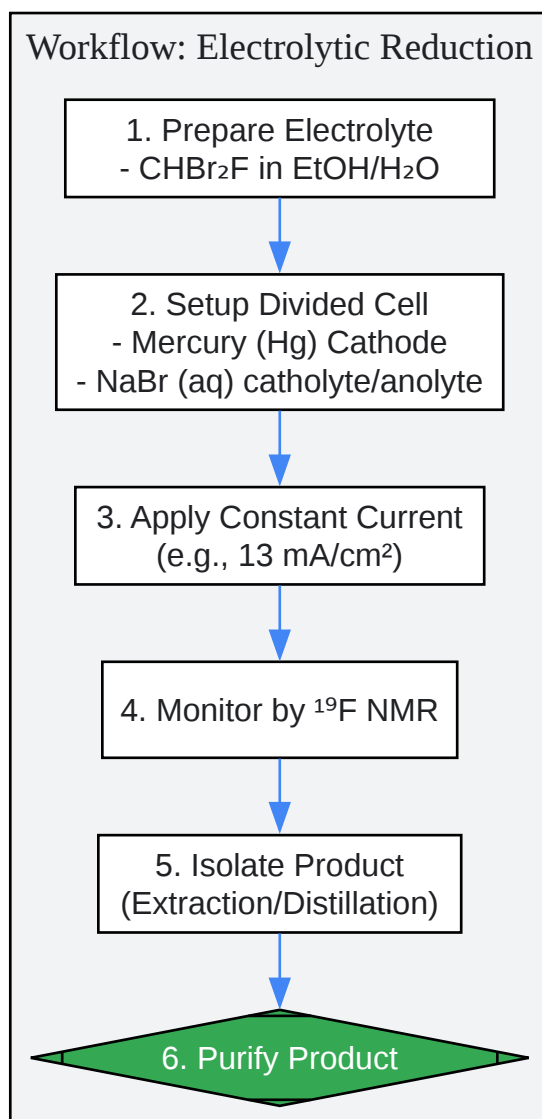 Workflow: Electrolytic Reduction
1. Prepare Electrolyte
- CHBr₂F in EtOH/H₂O
2. Setup Divided Cell
- Mercury (Hg) Cathode
- NaBr (aq) catholyte/anolyte
3. Apply Constant Current
(e.g., 13 mA/cm²)
4. Monitor by ¹⁹F NMR
5. Isolate Product
(Extraction/Distillation)
6. Purify Product